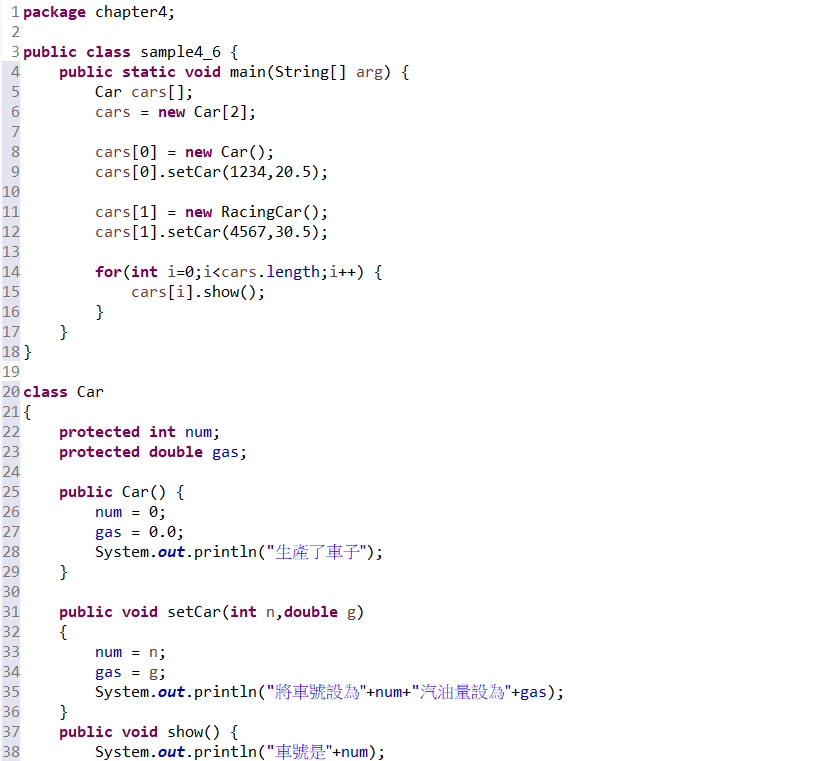 1 package chapter4;
2
3 public class sample4_6 {
4     public static void main(String[] arg) {
5         Car cars[];
6         cars = new Car[2];
7
8         cars[0] = new Car();
9         cars[0].setCar(1234,20.5);
10
11         cars[1] = new RacingCar();
12         cars[1].setCar(4567,30.5);
13
14         for(int i=0;i<cars.length;i++) {
15             cars[i].show();
16         }
17     }
18 }
19
20 class Car
21 {
22     protected int num;
23     protected double gas;
24
25     public Car() {
26         num = 0;
27         gas = 0.0;
28         System.out.println("生產了車子");
29     }
30
31     public void setCar(int n,double g)
32     {
33         num = n;
34         gas = g;
35         System.out.println("將車號設為"+num+"汽油量設為"+gas);
36     }
37     public void show() {
38         System.out.println("車號是"+num);